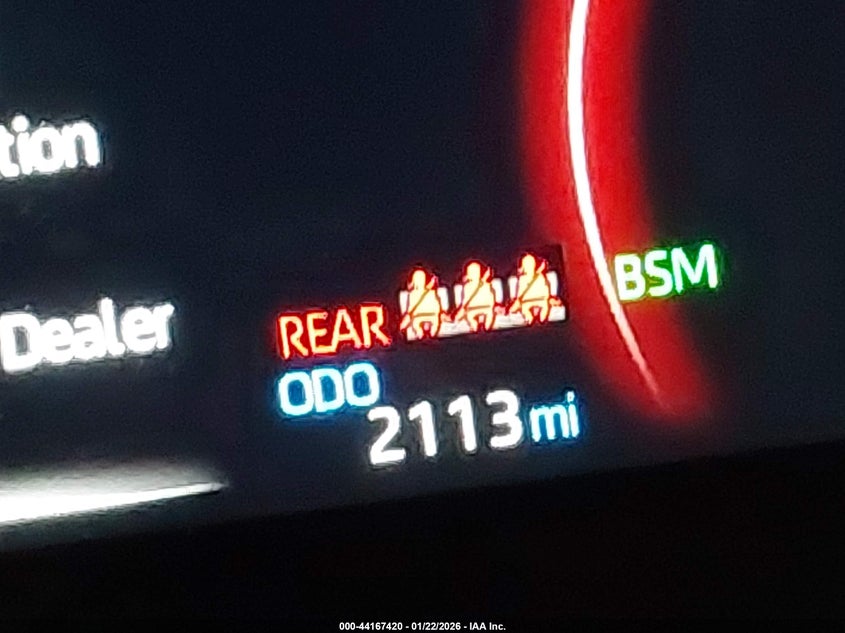 tion
Dealer
REAR
BSM
ODO
2113 mi
000-44167420 - 01/22/2026 - IAA Inc.